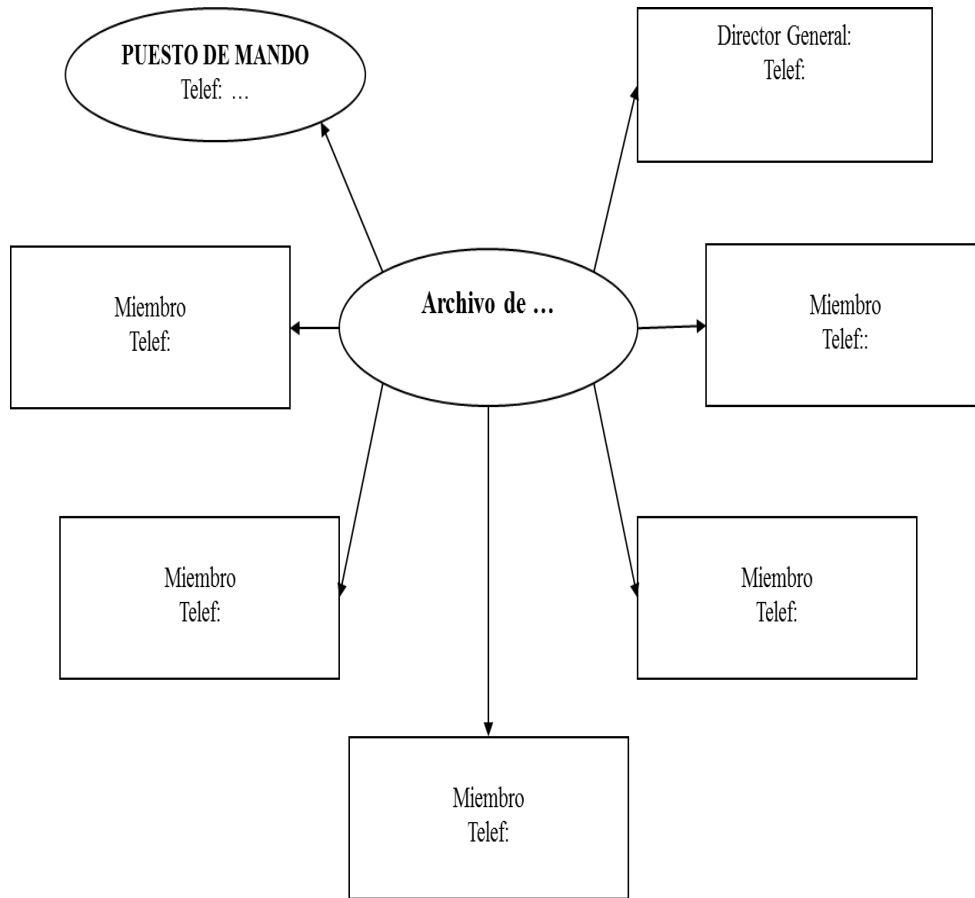 PUESTO DE MANDO
Telef: ...
Director General:
Telef:
Archivo de ...
Miembro
Telef:
Miembro
Telef::
Miembro
Telef:
Miembro
Telef:
Miembro
Telef: